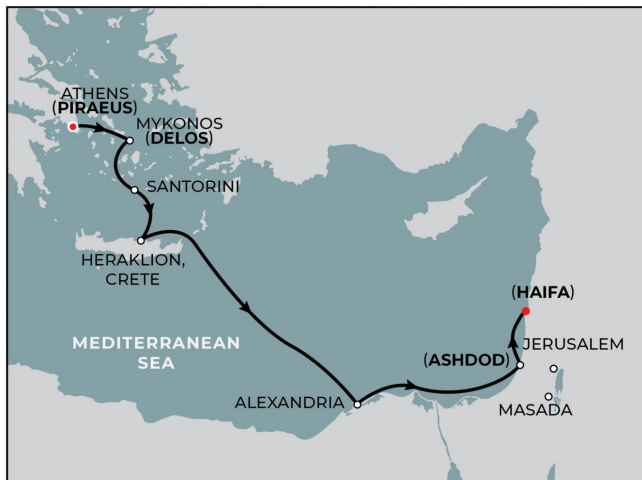 ATHENS
(PIRAEUS)
MYKONOS
(DELOS)
SANTORINI
HERAKLION,
CRETE
MEDITERRANEAN
SEA
(HAIFA)
JERUSALEM
(ASHDOD)
MASADA
ALEXANDRIA